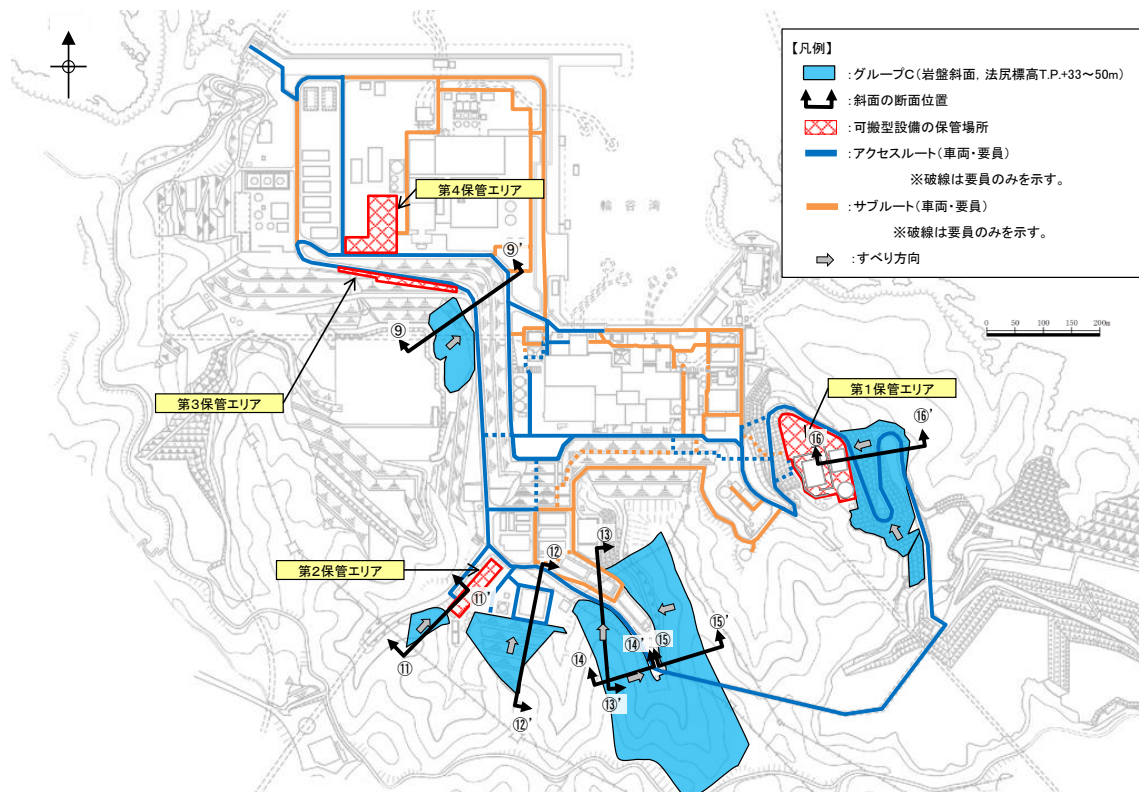 【凡例】
：グループC（岩盤斜面，法尻標高T.P.+33～50m）
：斜面の断面位置
：可搬型設備の保管場所
：アクセスルート（車両・要員）
※破線は要員のみを示す。
：サブルート（車両・要員）
※破線は要員のみを示す。
：すべり方向
0 50 100 150 200m
第4保管エリア
輪谷湾
⑨’
⑨
第3保管エリア
第1保管エリア
⑯’
⑯
⑬
⑫
第2保管エリア
⑪’
⑮’
⑭’
⑮
⑪
⑭
⑬’
⑫’